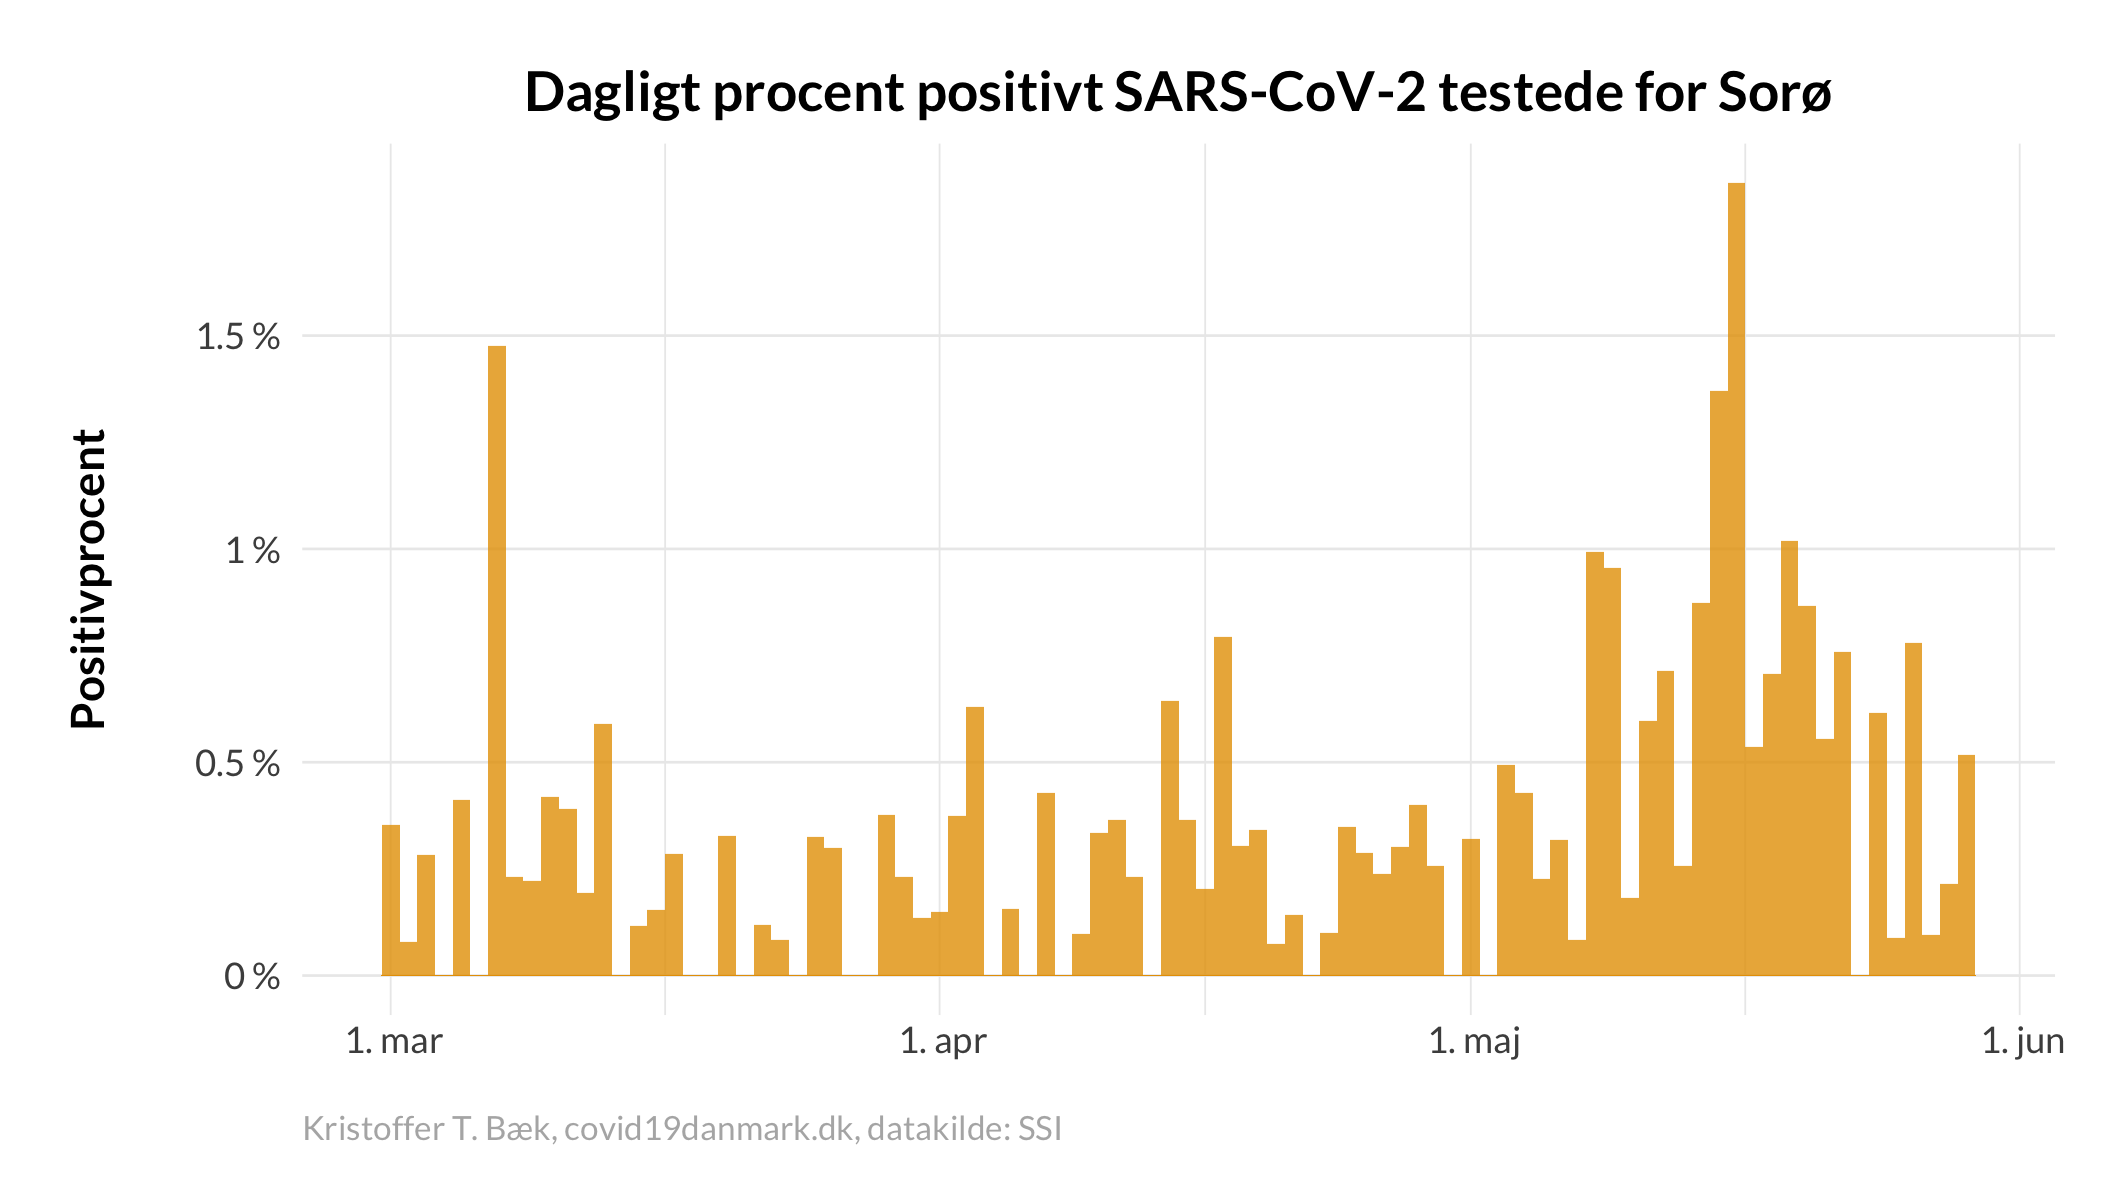 Dagligt procent positivt SARS-CoV-2 testede for Sorø
Positivprocent
1.5 %
1 %
0.5 %
0 %
1. mar
1. apr
1. maj
1. jun
Kristoffer T. Bæk, covid19danmark.dk, datakilde: SSI